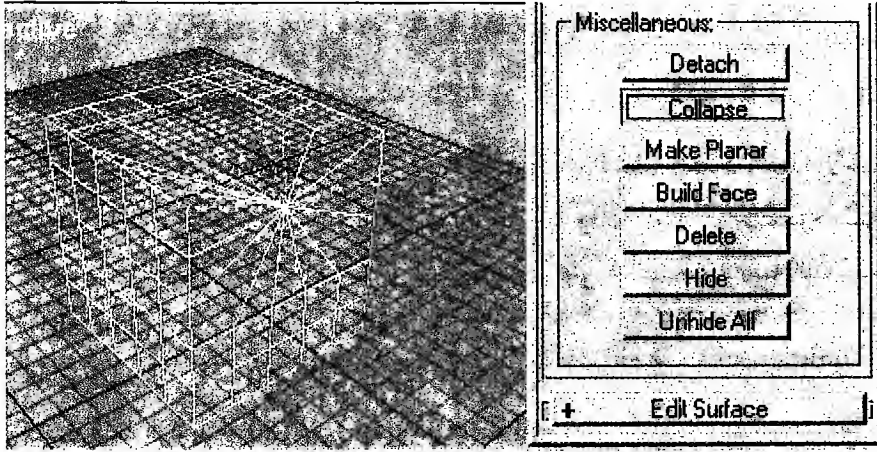 Miscellaneous:
Detach
Collapse
Make Planar
Build Face
Delete
Hide
Unhide All
+ Edit Surface